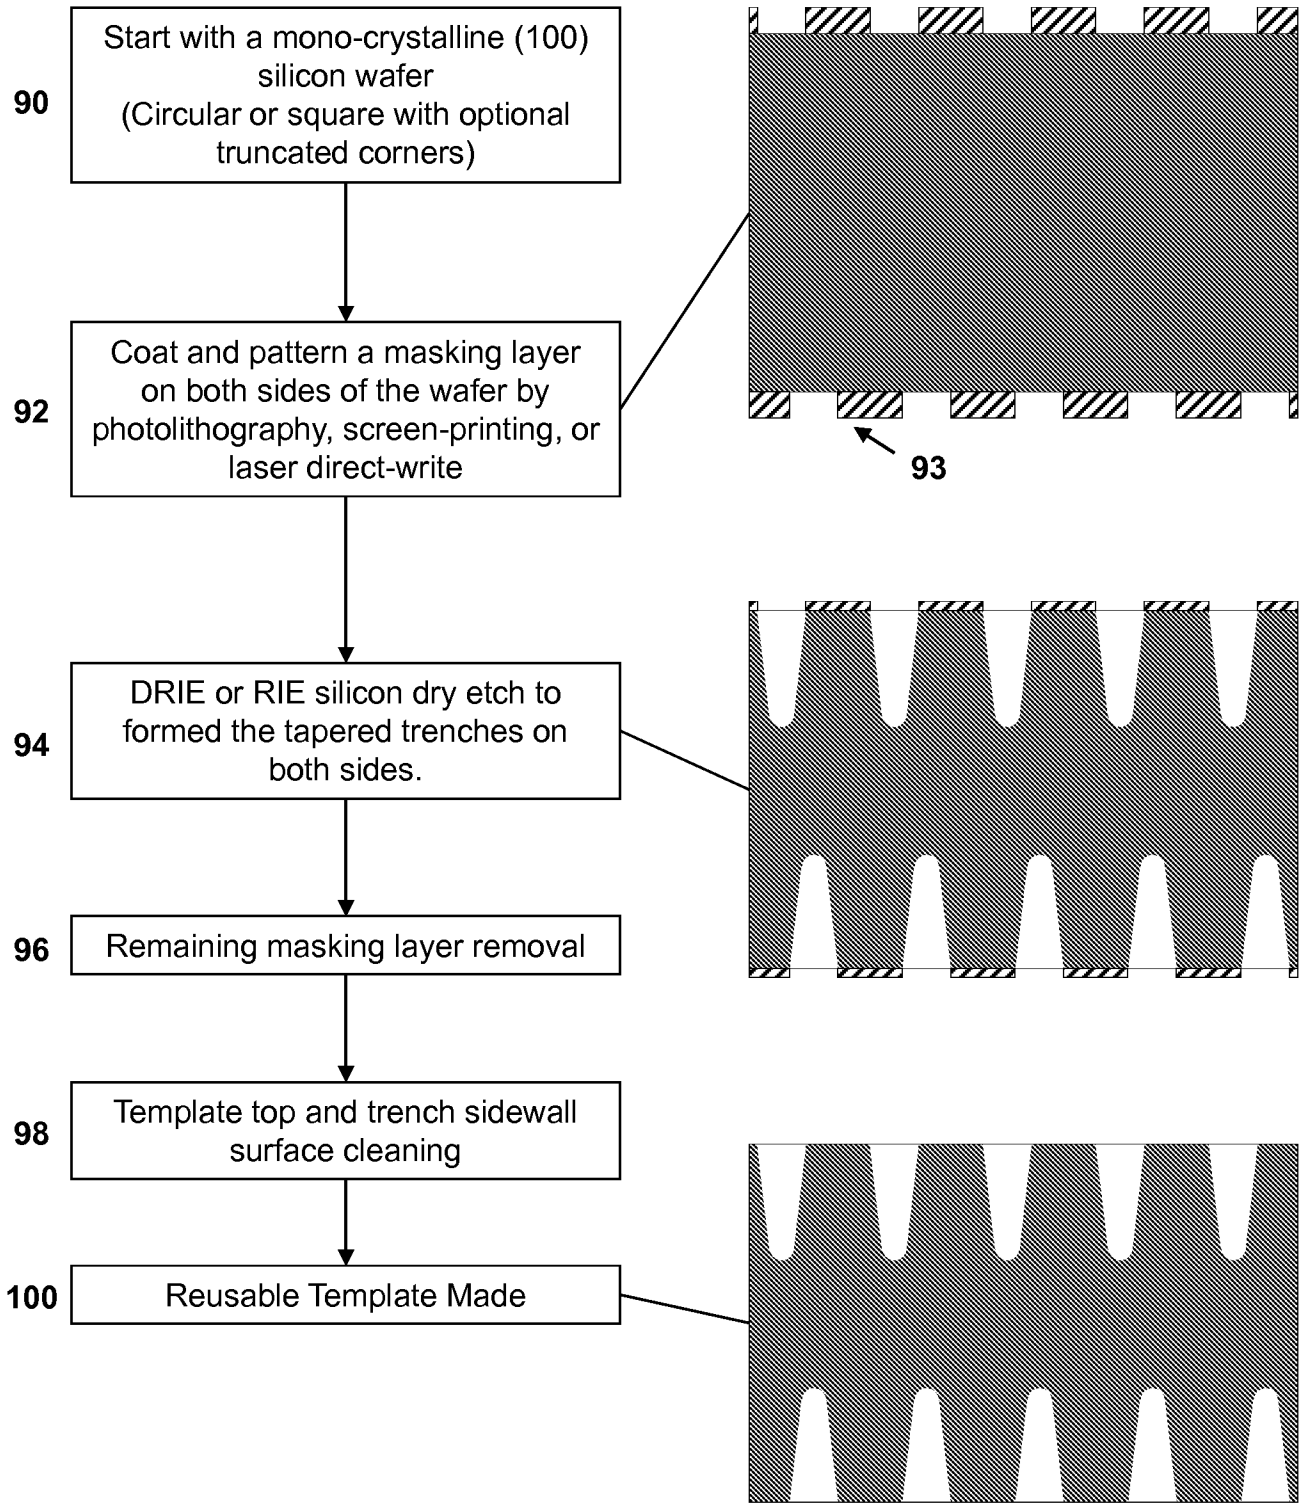 90
Start with a mono-crystalline (100)
silicon wafer
(Circular or square with optional
truncated corners)
92
Coat and pattern a masking layer
on both sides of the wafer by
photolithography, screen-printing, or
laser direct-write
93
94
DRIE or RIE silicon dry etch to
formed the tapered trenches on
both sides.
96
Remaining masking layer removal
98
Template top and trench sidewall
surface cleaning
100
Reusable Template Made